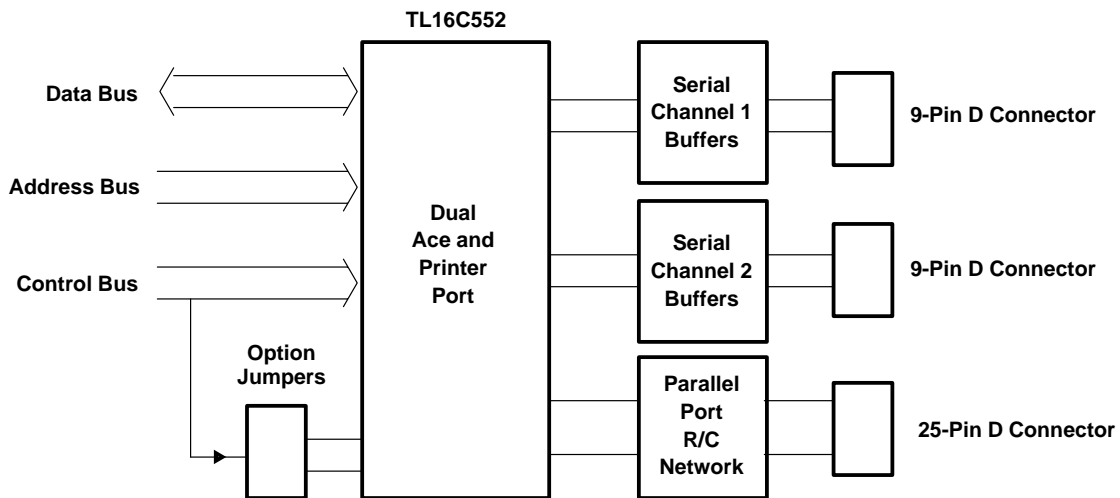 TL16C552
Data Bus
Address Bus
Control Bus
Option
Jumpers
Dual
Ace and
Printer
Port
Serial
Channel 1
Buffers
9-Pin D Connector
Serial
Channel 2
Buffers
9-Pin D Connector
Parallel
Port
R/C
Network
25-Pin D Connector